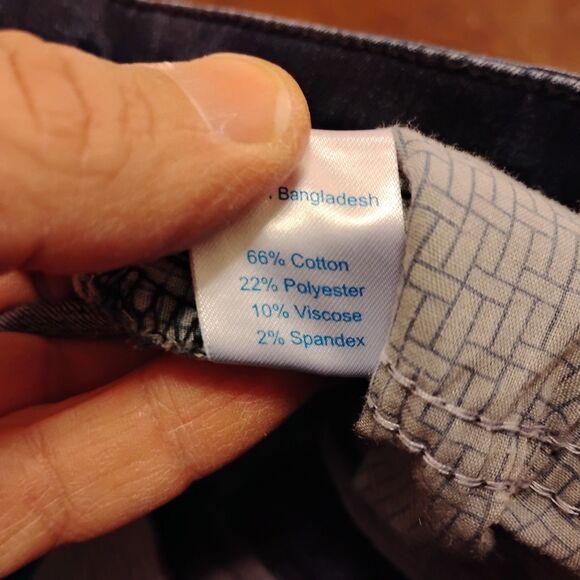 Bangladesh
66% Cotton
22% Polyester
10% Viscose
2% Spandex